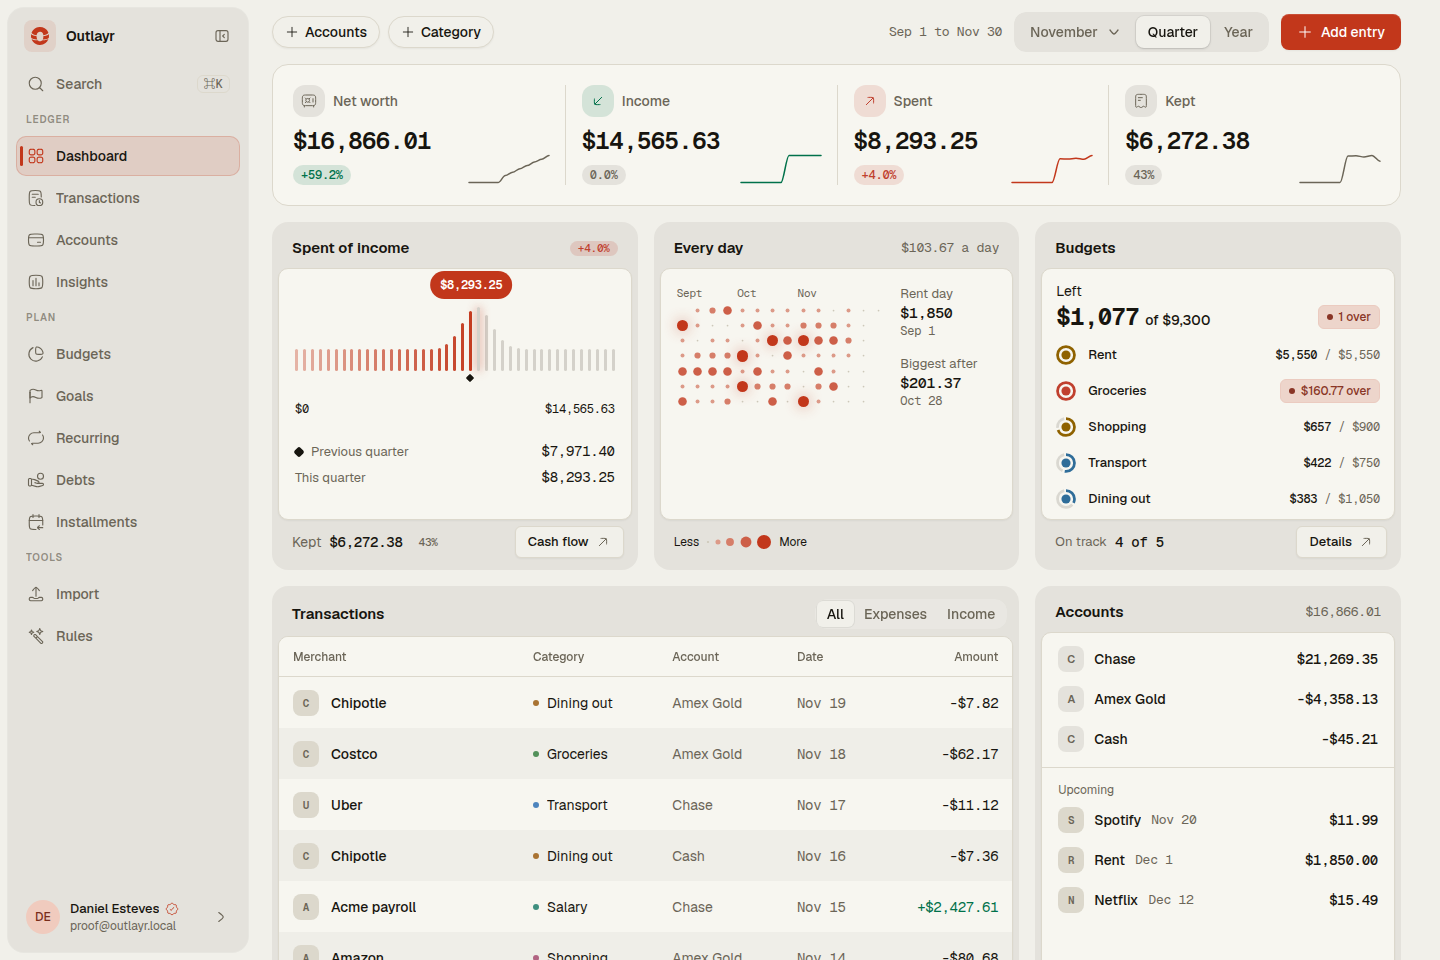 Outlayr
Search ⌘K
LEDGER
Dashboard
Transactions
Accounts
Insights
PLAN
Budgets
Goals
Recurring
Debts
Installments
TOOLS
Import
Rules
DE Daniel Esteves
proof@outlayr.local
Accounts Category Sep 1 to Nov 30 November Quarter Year Add entry
Net worth
$16,866.01
+59.2%
Income
$14,565.63
0.0%
Spent
$8,293.25
+4.0%
Kept
$6,272.38
43%
Spent of income +4.0%
$8,293.25
$0 $14,565.63
Previous quarter $7,971.40
This quarter $8,293.25
Kept $6,272.38 43% Cash flow
Every day $103.67 a day
Sept Oct Nov
Rent day
$1,850
Sep 1
Biggest after
$201.37
Oct 28
Less More
Budgets
Left
$1,077 of $9,300 1 over
Rent $5,550 / $5,550
Groceries $160.77 over
Shopping $657 / $900
Transport $422 / $750
Dining out $383 / $1,050
On track 4 of 5 Details
Transactions All Expenses Income
Merchant Category Account Date Amount
C Chipotle Dining out Amex Gold Nov 19 -$7.82
C Costco Groceries Amex Gold Nov 18 -$62.17
U Uber Transport Chase Nov 17 -$11.12
C Chipotle Dining out Cash Nov 16 -$7.36
A Acme payroll Salary Chase Nov 15 +$2,427.61
A Amazon Shopping Amex Gold Nov 14 -$80.68
Accounts $16,866.01
C Chase $21,269.35
A Amex Gold -$4,358.13
C Cash -$45.21
Upcoming
S Spotify Nov 20 $11.99
R Rent Dec 1 $1,850.00
N Netflix Dec 12 $15.49